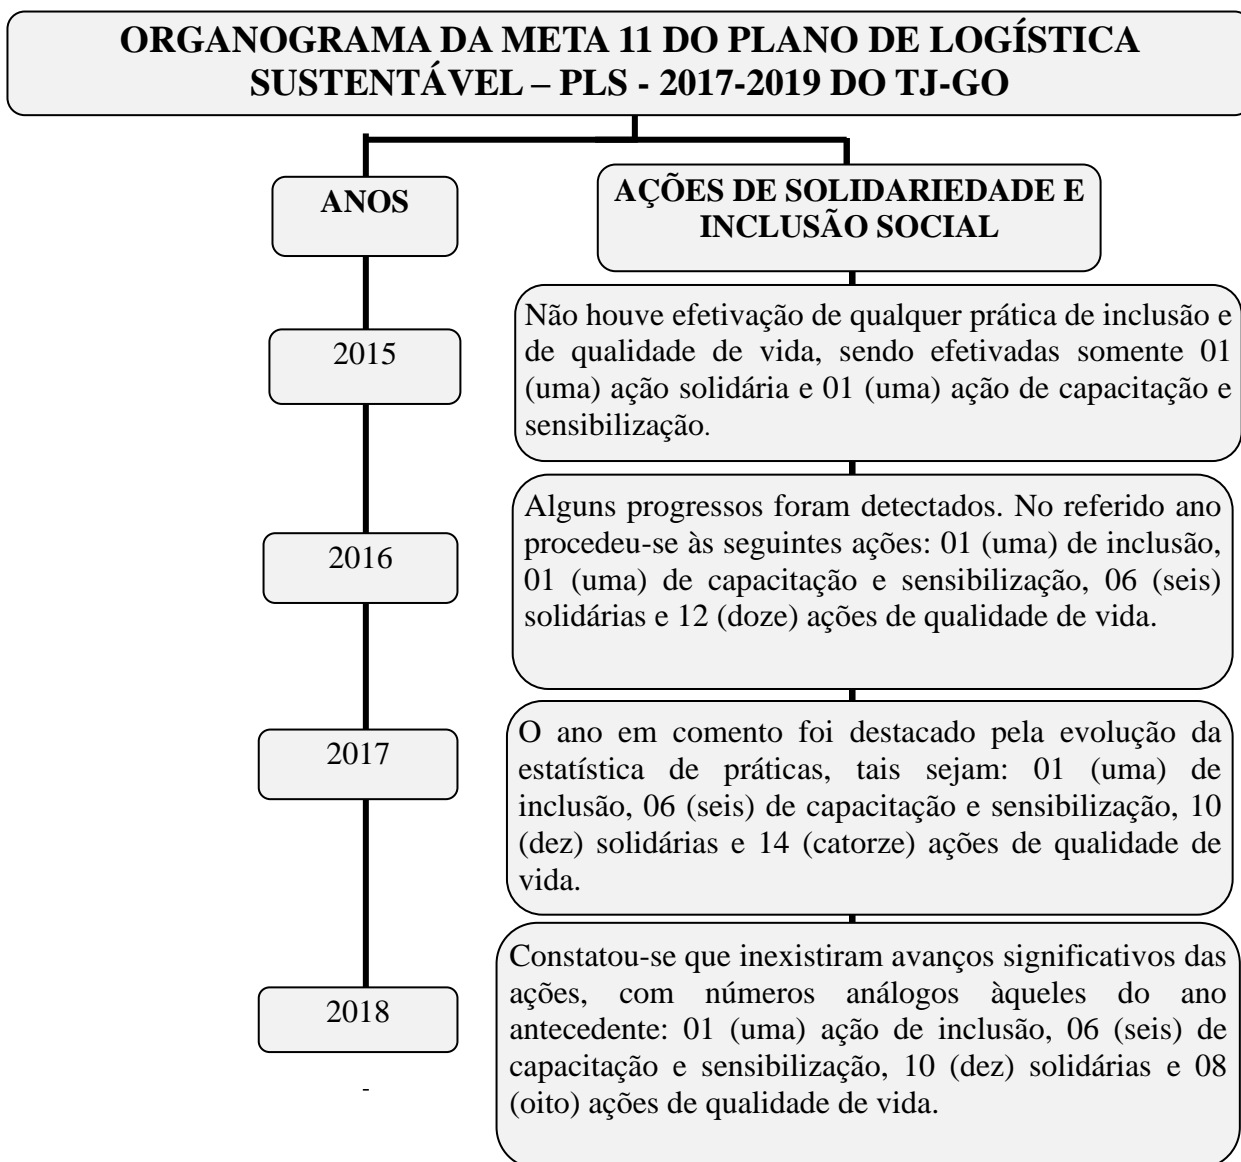 ORGANOGRAMA DA META 11 DO PLANO DE LOGÍSTICA
SUSTENTÁVEL – PLS - 2017-2019 DO TJ-GO
ANOS
AÇÕES DE SOLIDARIEDADE E
INCLUSÃO SOCIAL
2015
Não houve efetivação de qualquer prática de inclusão e
de qualidade de vida, sendo efetivadas somente 01
(uma) ação solidária e 01 (uma) ação de capacitação e
sensibilização.
2016
Alguns progressos foram detectados. No referido ano
procedeu-se às seguintes ações: 01 (uma) de inclusão,
01 (uma) de capacitação e sensibilização, 06 (seis)
solidárias e 12 (doze) ações de qualidade de vida.
2017
O ano em comento foi destacado pela evolução da
estatística de práticas, tais sejam: 01 (uma) de
inclusão, 06 (seis) de capacitação e sensibilização, 10
(dez) solidárias e 14 (catorze) ações de qualidade de
vida.
2018
-
Constatou-se que inexistiram avanços significativos das
ações, com números análogos àqueles do ano
antecedente: 01 (uma) ação de inclusão, 06 (seis) de
capacitação e sensibilização, 10 (dez) solidárias e 08
(oito) ações de qualidade de vida.